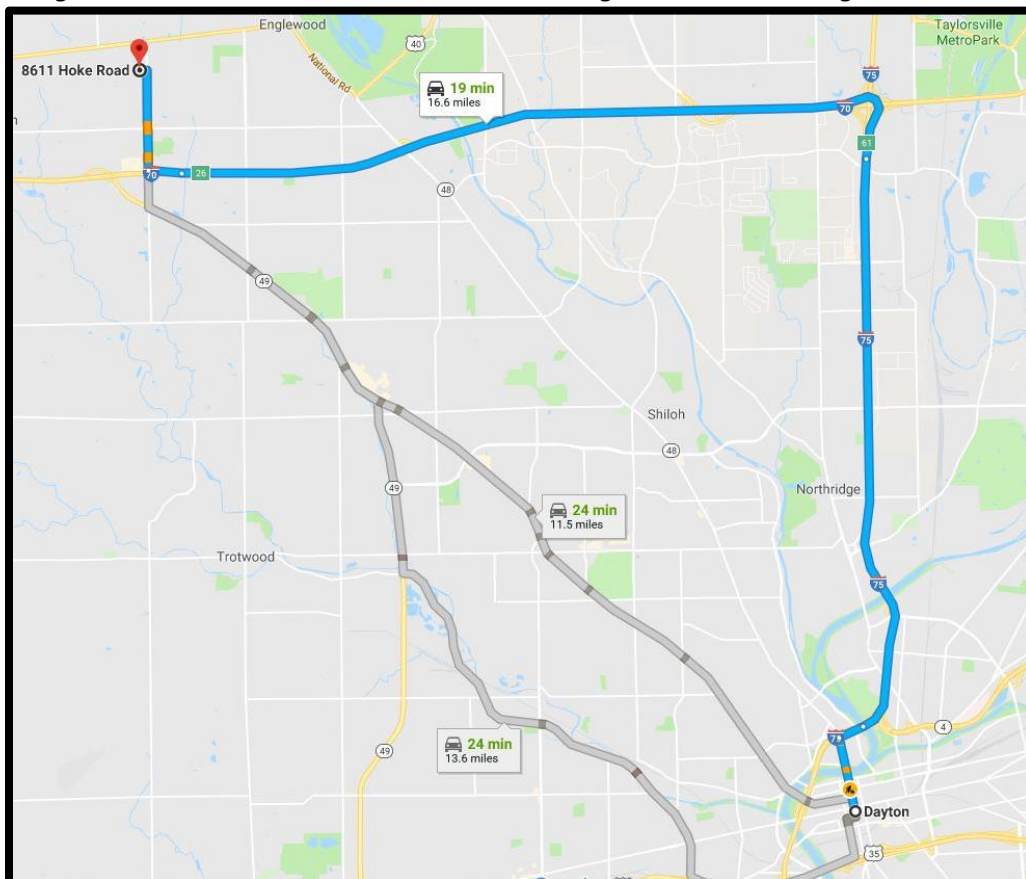 Englewood
40
Taylorsville
MetroPark
8611 Hoke Road
National Rd
75
19 min
16.6 miles
70
61
26
70
48
49
75
Shiloh
48
Northridge
49
24 min
11.5 miles
Trotwood
75
24 min
13.6 miles
4
49
Dayton
35